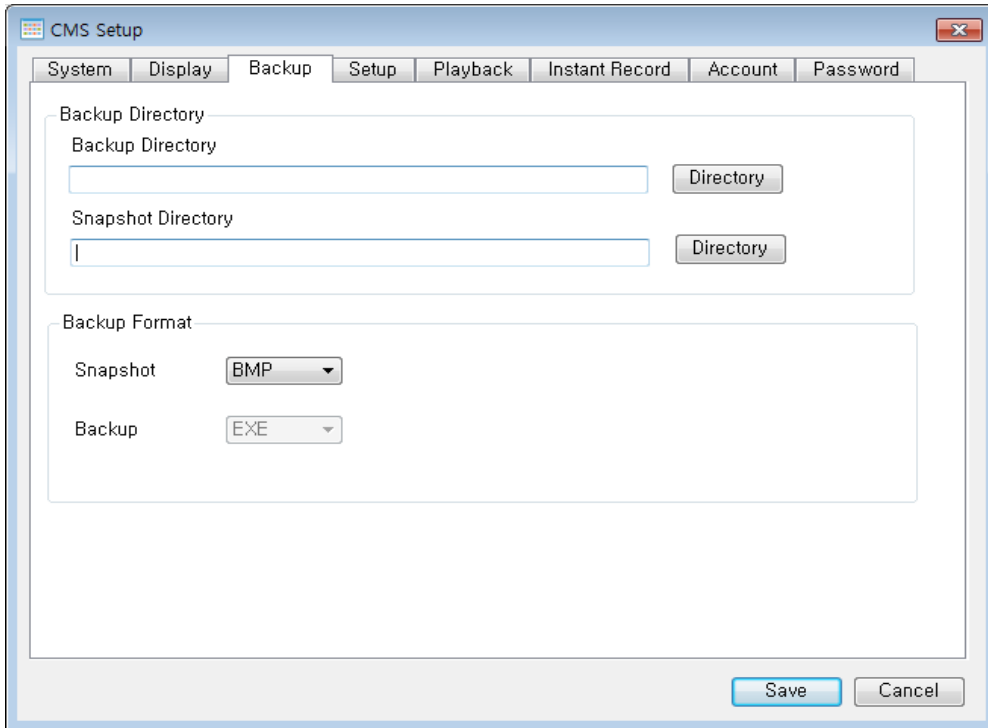 CMS Setup
System Display Backup Setup Playback Instant Record Account Password
Backup Directory
Backup Directory
Directory
Snapshot Directory
Directory
Backup Format
Snapshot BMP
Backup EXE
Save Cancel